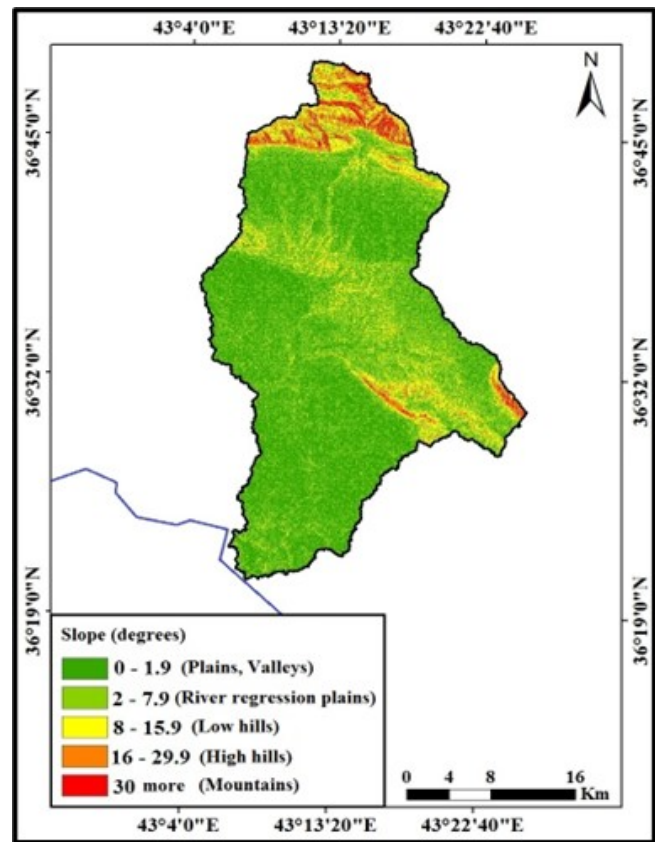 43°4'0"E 43°13'20"E 43°22'40"E
N
36°45'0"N 36°45'0"N
36°32'0"N 36°32'0"N
36°19'0"N 36°19'0"N
Slope (degrees)
0 - 1.9 (Plains, Valleys)
2 - 7.9 (River regression plains)
8 - 15.9 (Low hills)
16 - 29.9 (High hills)
30 more (Mountains)
0 4 8 16
Km
43°4'0"E 43°13'20"E 43°22'40"E